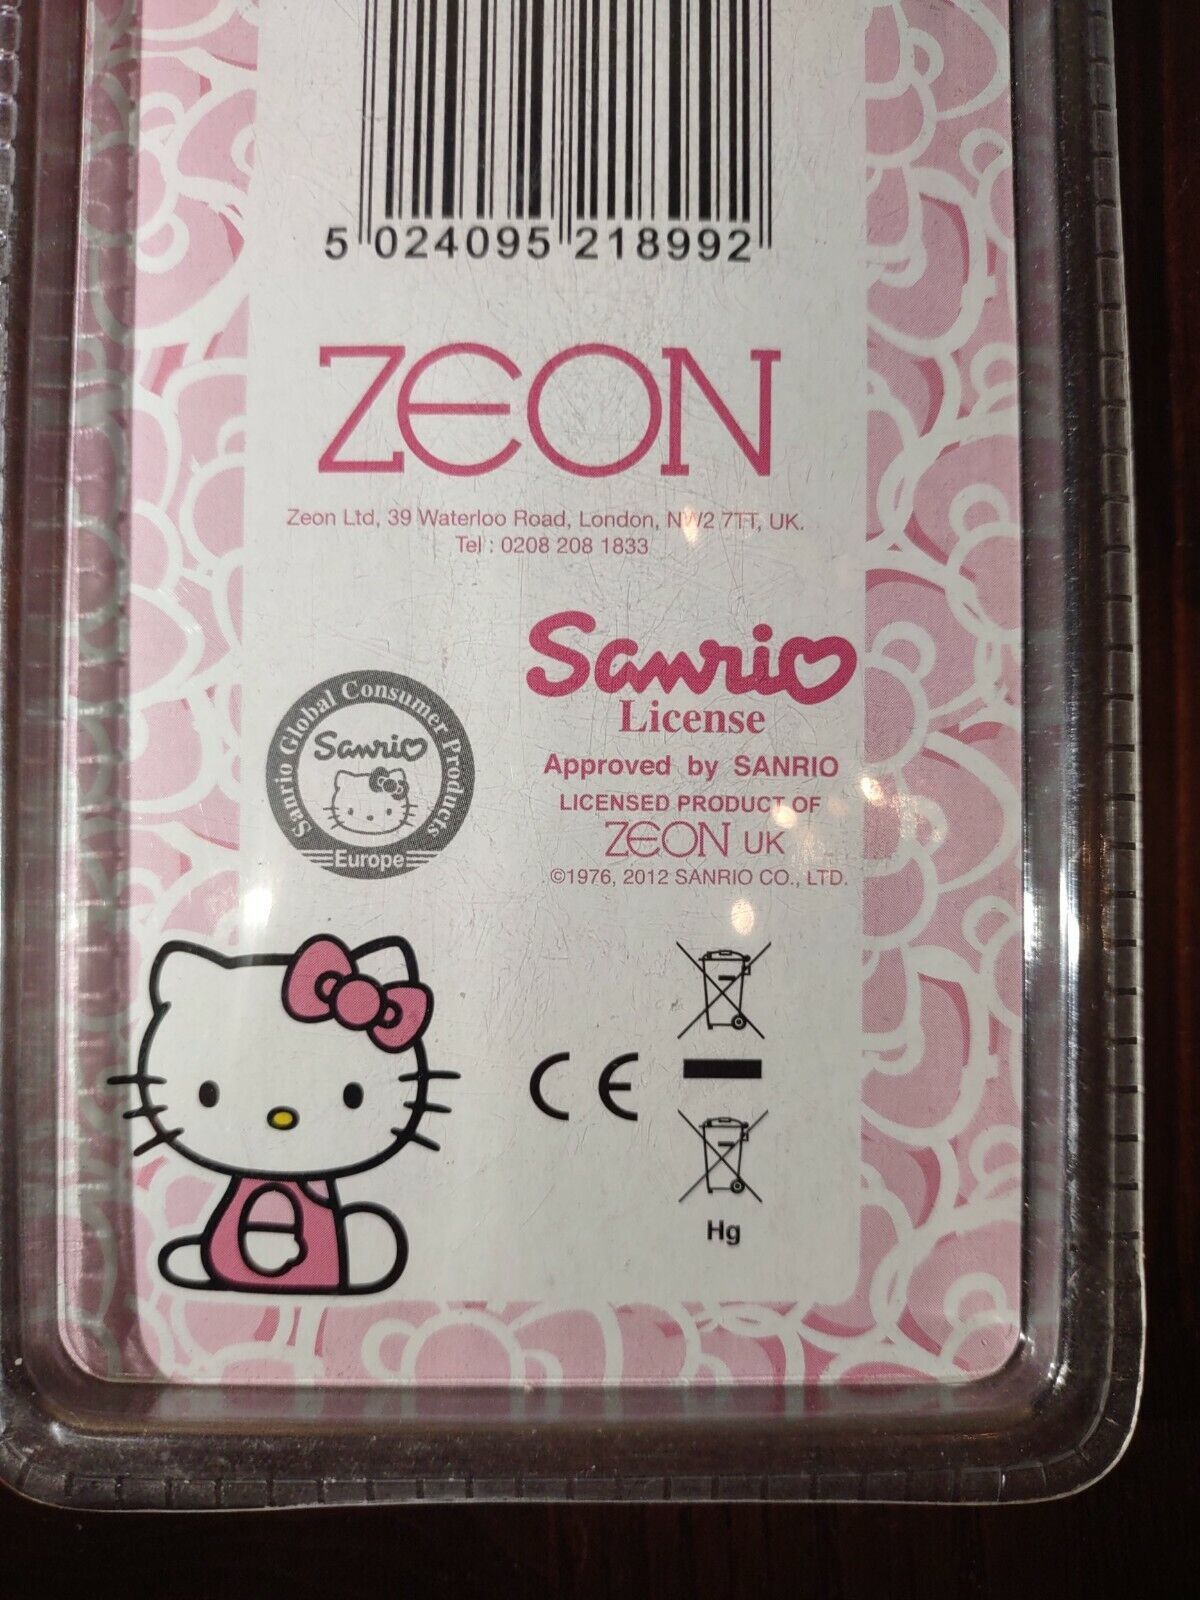 5 024095 218992
ZEON
Zeon Ltd, 39 Waterloo Road, London, NW2 7TT, UK.
Tel : 0208 208 1833
Sanrio
License
Approved by SANRIO
LICENSED PRODUCT OF
ZEON UK
©1976, 2012 SANRIO CO., LTD.
Sanrio Global Consumer Products
Sanrio
Europe
CE
Hg